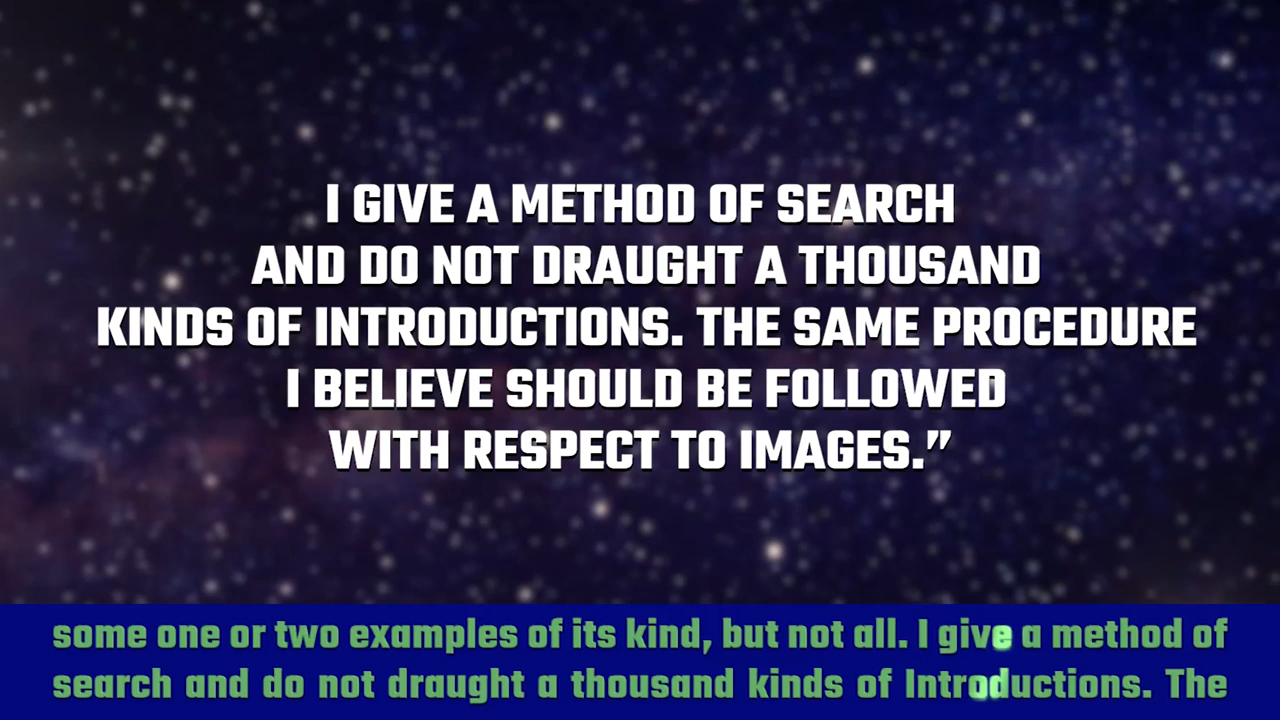 I GIVE A METHOD OF SEARCH
AND DO NOT DRAUGHT A THOUSAND
KINDS OF INTRODUCTIONS. THE SAME PROCEDURE
I BELIEVE SHOULD BE FOLLOWED
WITH RESPECT TO IMAGES.”
some one or two examples of its kind, but not all. I give a method of
search and do not draught a thousand kinds of Introductions. The